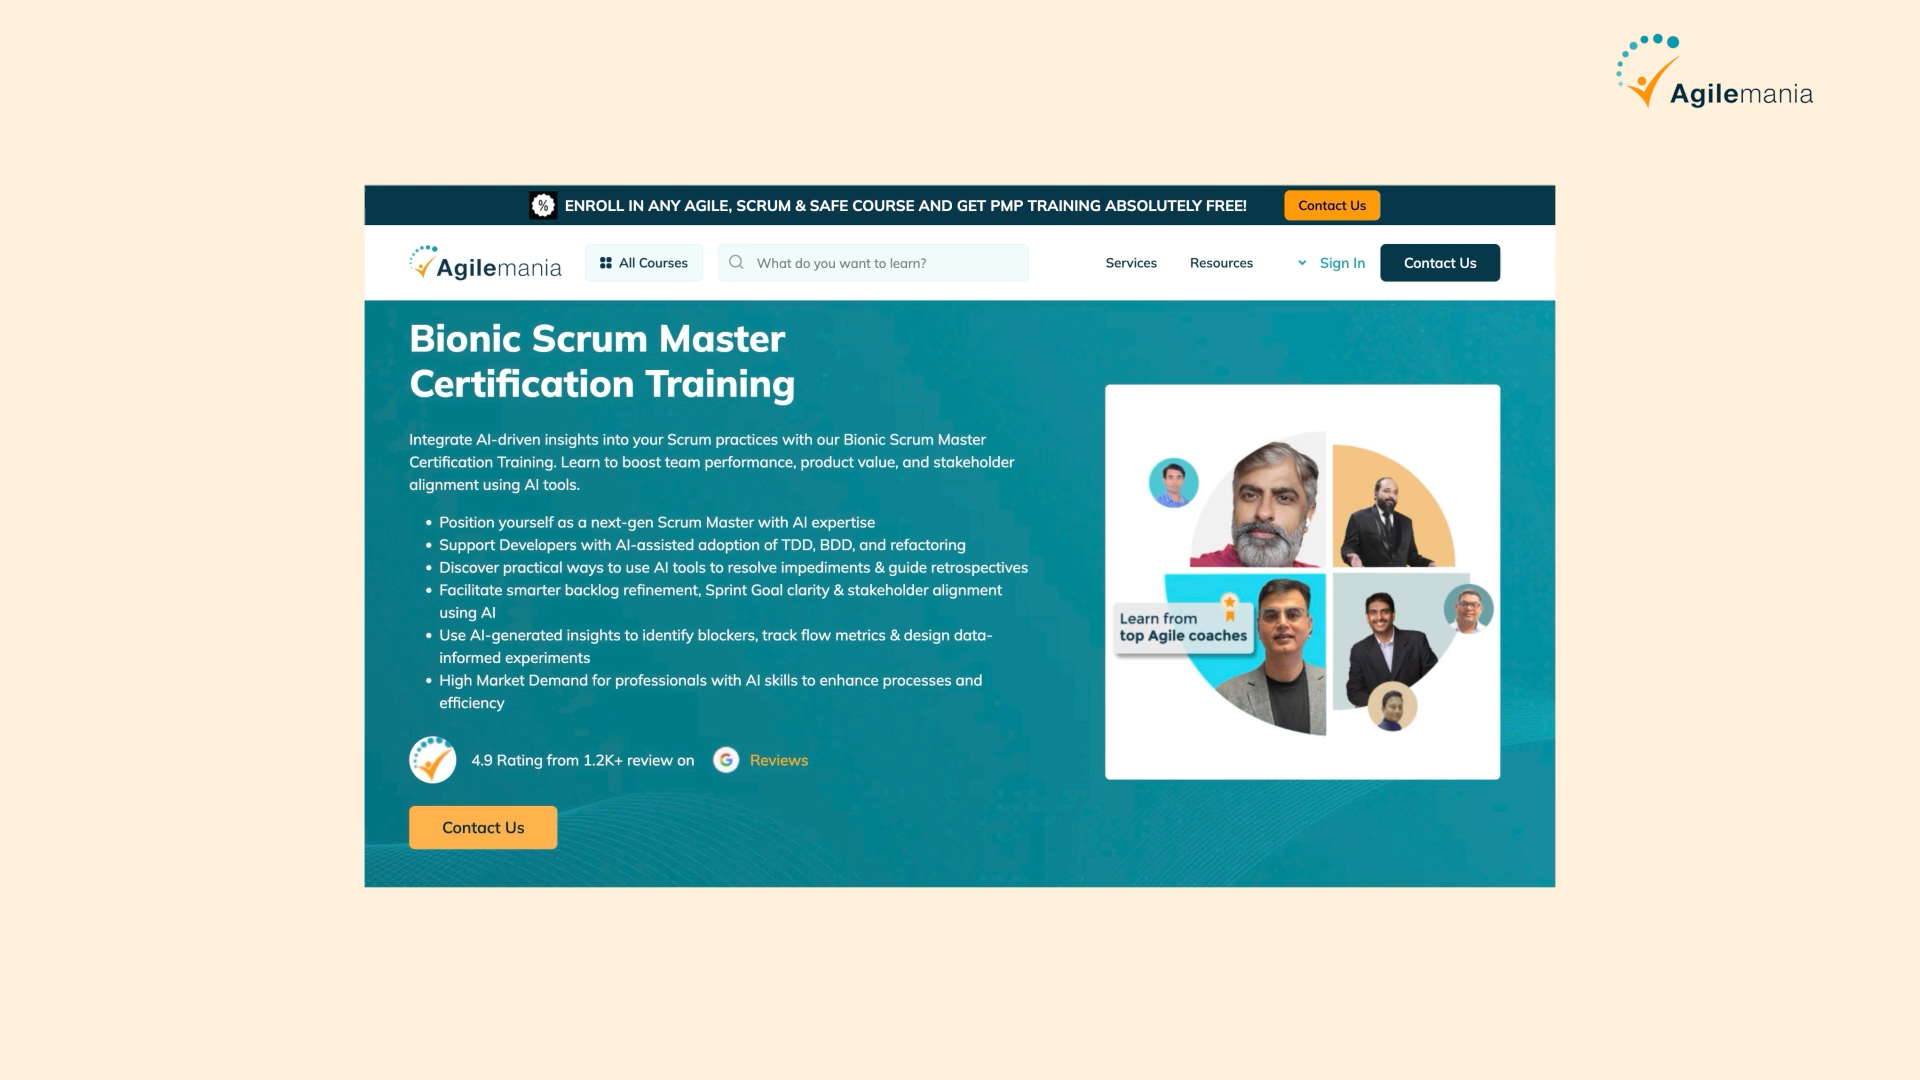 Agilemania
% ENROLL IN ANY AGILE, SCRUM & SAFE COURSE AND GET PMP TRAINING ABSOLUTELY FREE! Contact Us
Agilemania All Courses What do you want to learn? Services Resources Sign In Contact Us
Bionic Scrum Master
Certification Training
Integrate AI-driven insights into your Scrum practices with our Bionic Scrum Master
Certification Training. Learn to boost team performance, product value, and stakeholder
alignment using AI tools.
• Position yourself as a next-gen Scrum Master with AI expertise
• Support Developers with AI-assisted adoption of TDD, BDD, and refactoring
• Discover practical ways to use AI tools to resolve impediments & guide retrospectives
• Facilitate smarter backlog refinement, Sprint Goal clarity & stakeholder alignment
using AI
• Use AI-generated insights to identify blockers, track flow metrics & design data-
informed experiments
• High Market Demand for professionals with AI skills to enhance processes and
efficiency
4.9 Rating from 1.2K+ review on G Reviews
Contact Us
Learn from
top Agile coaches